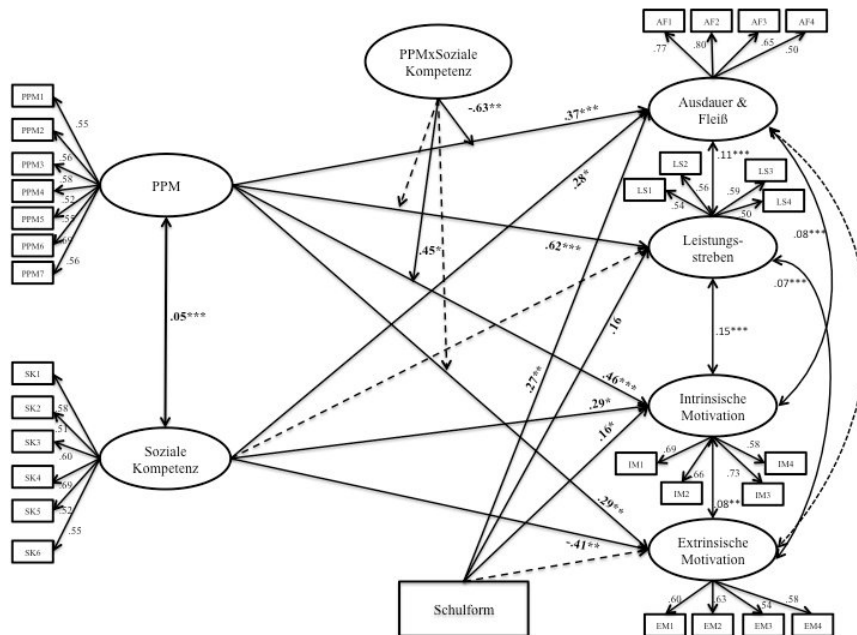 AF1 AF2 AF3 AF4
.77 .80 .65 .50
PPMxSoziale
Kompetenz
Ausdauer &
Fleiß
-.63**
.37***
PPM1
PPM2
PPM3
PPM4
PPM5
PPM6
PPM7
.55
.56
.58
.52
.55
.69
.56
PPM
.11***
LS1 LS2 LS3 LS4
.54 .56 .59 .50
Leistungs-
streben
.28*
.62***
.45*
.08***
.07***
.05***
.16
.15***
.27**
.46***
.29*
.16*
SK1
SK2
SK3
SK4
SK5
SK6
.58
.51
.60
.69
.52
.55
Soziale
Kompetenz
Intrinsische
Motivation
IM1 IM2 IM3 IM4
.69 .66 .73 .58
.08**
.29**
-.41**
Extrinsische
Motivation
Schulform
.60 .63 .54 .58
EM1 EM2 EM3 EM4